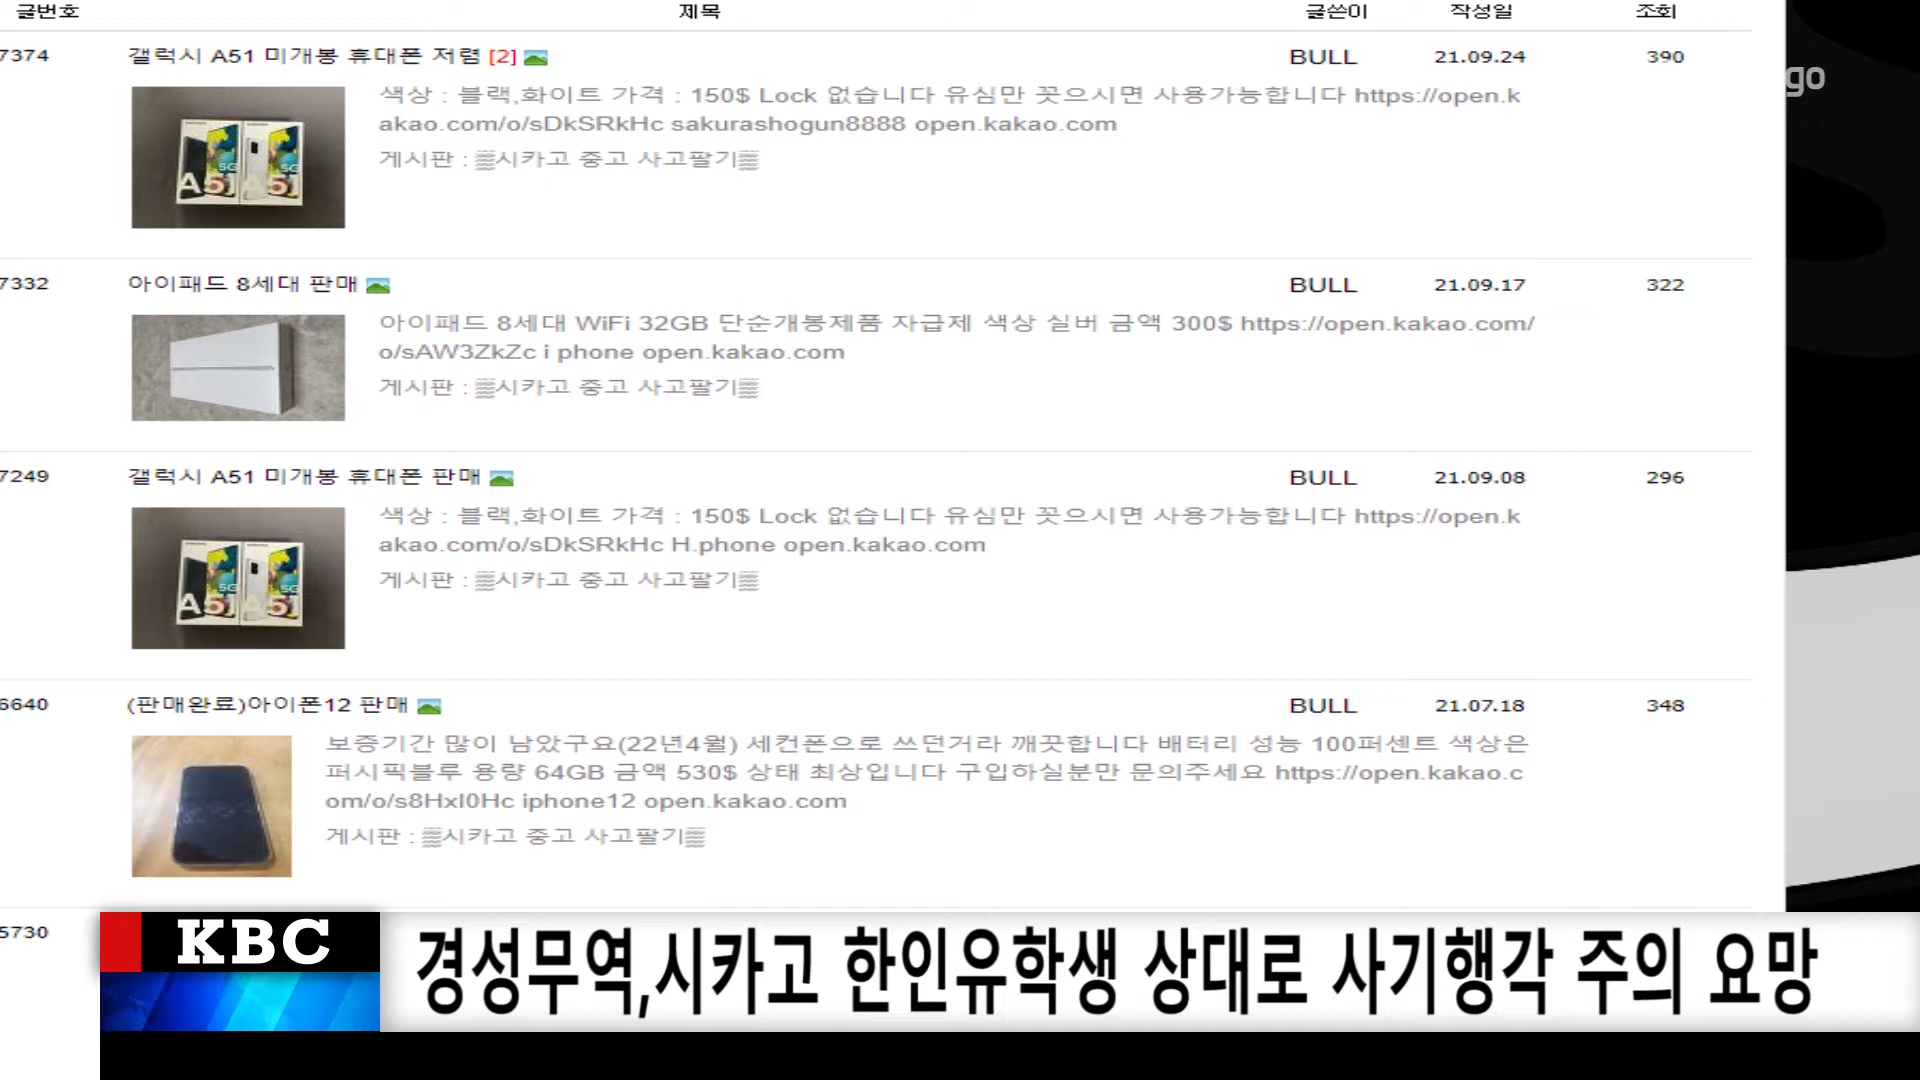 글번호 제목 글쓴이 작성일 조회
7374 갤럭시 A51 미개봉 휴대폰 저렴 [2] BULL 21.09.24 390
go
색상 : 블랙,화이트 가격 : 150$ Lock 없습니다 유심만 꼿으시면 사용가능합니다 https://open.k
akao.com/o/sDkSRkHc sakurashogun8888 open.kakao.com
게시판 : ▒시카고 중고 사고팔기▒
A51 5G A51 5G
7332 아이패드 8세대 판매 BULL 21.09.17 322
아이패드 8세대 WiFi 32GB 단순개봉제품 자급제 색상 실버 금액 300$ https://open.kakao.com/
o/sAW3ZkZc i phone open.kakao.com
게시판 : ▒시카고 중고 사고팔기▒
7249 갤럭시 A51 미개봉 휴대폰 판매 BULL 21.09.08 296
색상 : 블랙,화이트 가격 : 150$ Lock 없습니다 유심만 꼿으시면 사용가능합니다 https://open.k
akao.com/o/sDkSRkHc H.phone open.kakao.com
게시판 : ▒시카고 중고 사고팔기▒
A51 5G A51 5G
6640 (판매완료)아이폰12 판매 BULL 21.07.18 348
보증기간 많이 남았구요(22년4월) 세컨폰으로 쓰던거라 깨끗합니다 배터리 성능 100퍼센트 색상은
퍼시픽블루 용량 64GB 금액 530$ 상태 최상입니다 구입하실분만 문의주세요 https://open.kakao.c
om/o/s8HxI0Hc iphone12 open.kakao.com
게시판 : ▒시카고 중고 사고팔기▒
5730
KBC
경성무역,시카고 한인유학생 상대로 사기행각 주의 요망